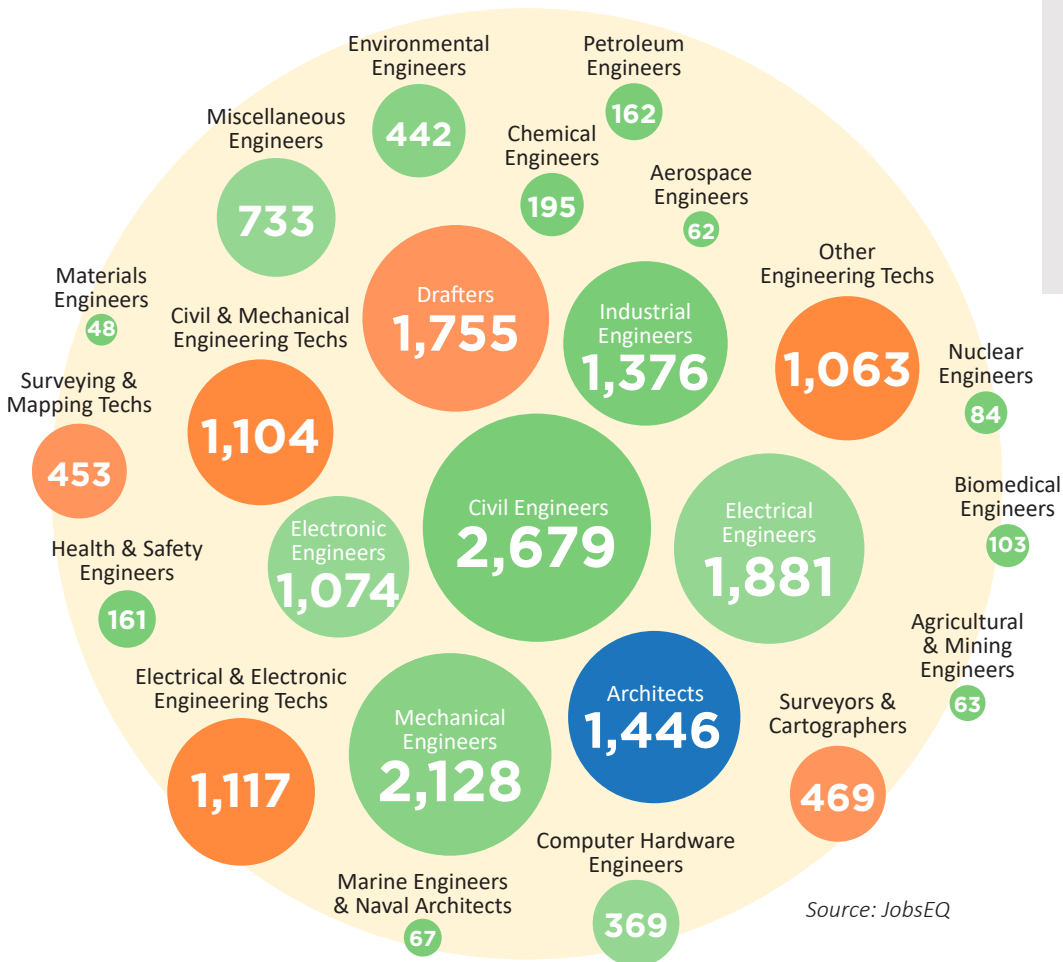 Environmental
Engineers
442
Petroleum
Engineers
162
Miscellaneous
Engineers
733
Chemical
Engineers
195
Aerospace
Engineers
62
Other
Engineering Techs
1,063
Materials
Engineers
48
Civil & Mechanical
Engineering Techs
1,104
Drafters
1,755
Industrial
Engineers
1,376
Nuclear
Engineers
84
Surveying &
Mapping Techs
453
Civil Engineers
2,679
Electrical
Engineers
1,881
Biomedical
Engineers
103
Electronic
Engineers
1,074
Health & Safety
Engineers
161
Agricultural
& Mining
Engineers
63
Electrical & Electronic
Engineering Techs
1,117
Mechanical
Engineers
2,128
Architects
1,446
Surveyors &
Cartographers
469
Computer Hardware
Engineers
369
Marine Engineers
& Naval Architects
67
Source: JobsEQ